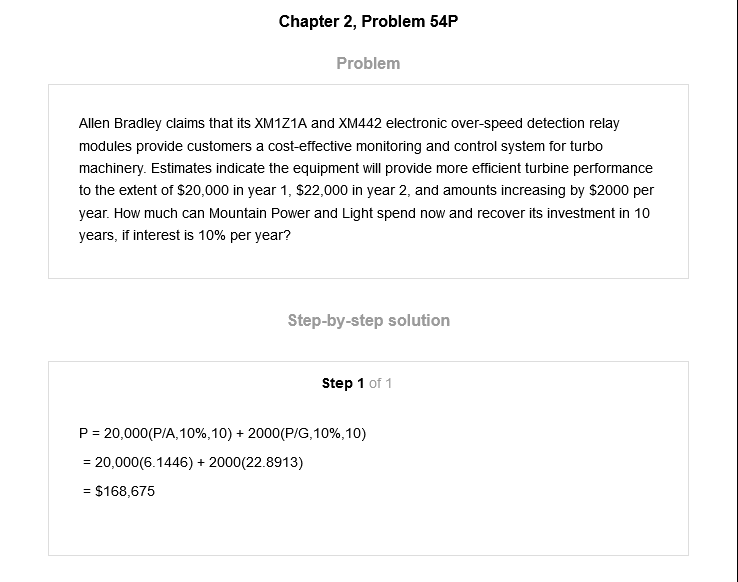 Chapter 2, Problem 54P
Problem
Allen Bradley claims that its XM1Z1A and XM442 electronic over-speed detection relay
modules provide customers a cost-effective monitoring and control system for turbo
machinery. Estimates indicate the equipment will provide more efficient turbine performance
to the extent of $20,000 in year 1, $22,000 in year 2, and amounts increasing by $2000 per
year. How much can Mountain Power and Light spend now and recover its investment in 10
years, if interest is 10% per year?
Step-by-step solution
Step 1 of 1
P = 20,000(P/A,10%,10) + 2000(P/G,10%,10)
= 20,000(6.1446) + 2000(22.8913)
= $168,675